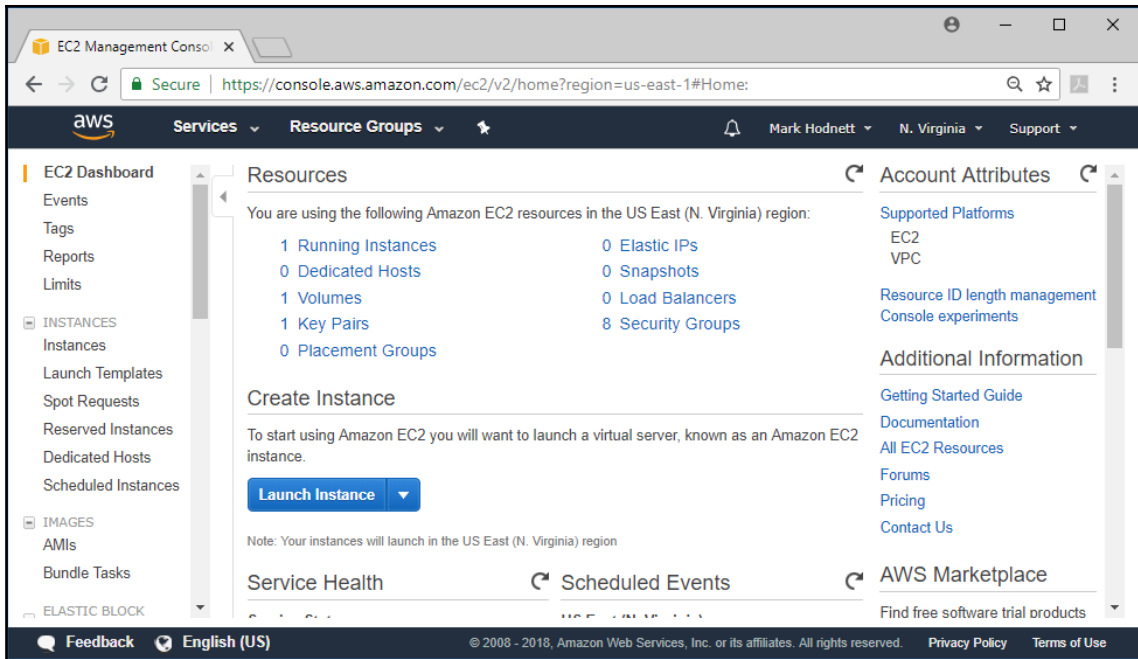 EC2 Management Consol
Secure | https://console.aws.amazon.com/ec2/v2/home?region=us-east-1#Home:
aws Services Resource Groups Mark Hodnett N. Virginia Support
EC2 Dashboard
Events
Tags
Reports
Limits
INSTANCES
Instances
Launch Templates
Spot Requests
Reserved Instances
Dedicated Hosts
Scheduled Instances
IMAGES
AMIs
Bundle Tasks
ELASTIC BLOCK
Resources
You are using the following Amazon EC2 resources in the US East (N. Virginia) region:
1 Running Instances
0 Dedicated Hosts
1 Volumes
1 Key Pairs
0 Placement Groups
0 Elastic IPs
0 Snapshots
0 Load Balancers
8 Security Groups
Create Instance
To start using Amazon EC2 you will want to launch a virtual server, known as an Amazon EC2
instance.
Launch Instance
Note: Your instances will launch in the US East (N. Virginia) region
Service Health
Scheduled Events
Account Attributes
Supported Platforms
EC2
VPC
Resource ID length management
Console experiments
Additional Information
Getting Started Guide
Documentation
All EC2 Resources
Forums
Pricing
Contact Us
AWS Marketplace
Find free software trial products
Feedback English (US) © 2008 - 2018, Amazon Web Services, Inc. or its affiliates. All rights reserved. Privacy Policy Terms of Use